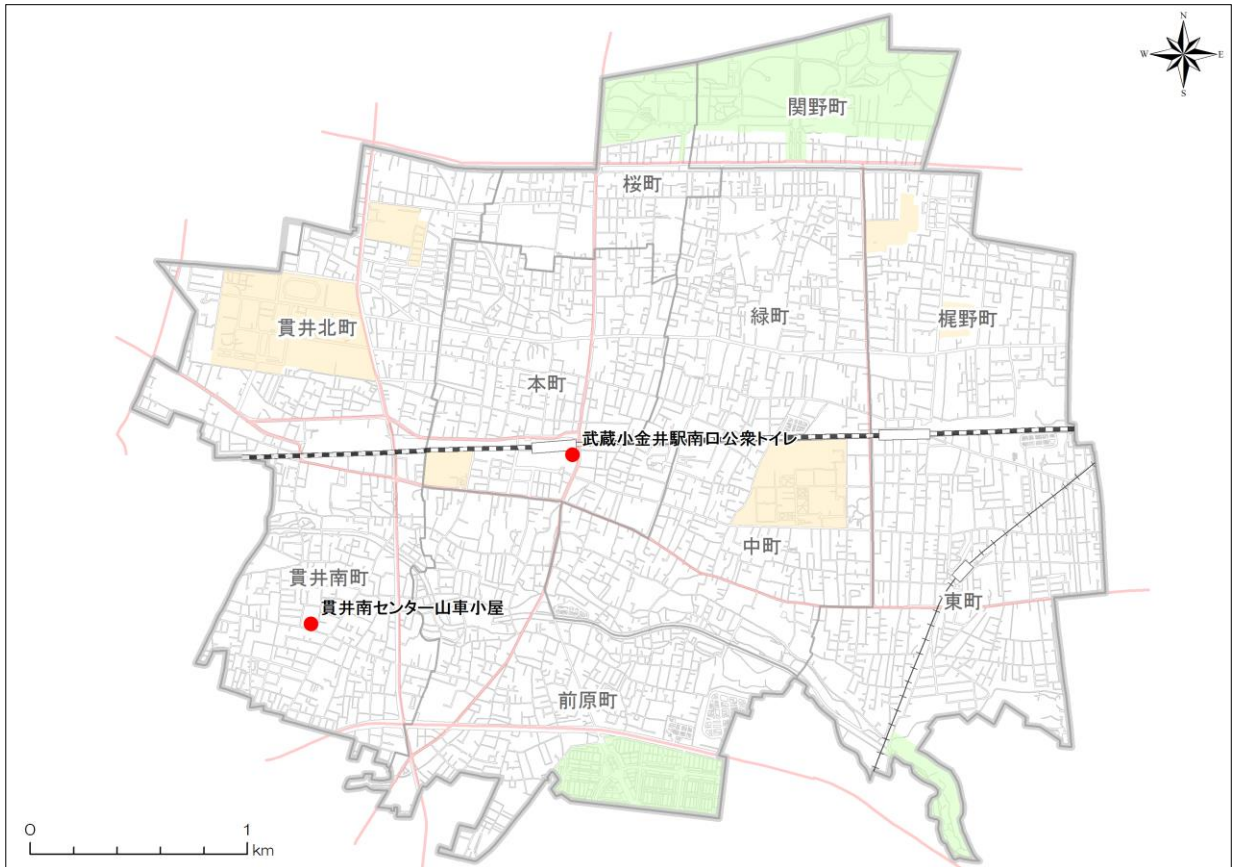 N
W
E
S
関野町
桜町
貫井北町
緑町
梶野町
本町
武蔵小金井駅南口公衆トイレ
中町
貫井南町
東町
貫井南センター山車小屋
前原町
0
1
km